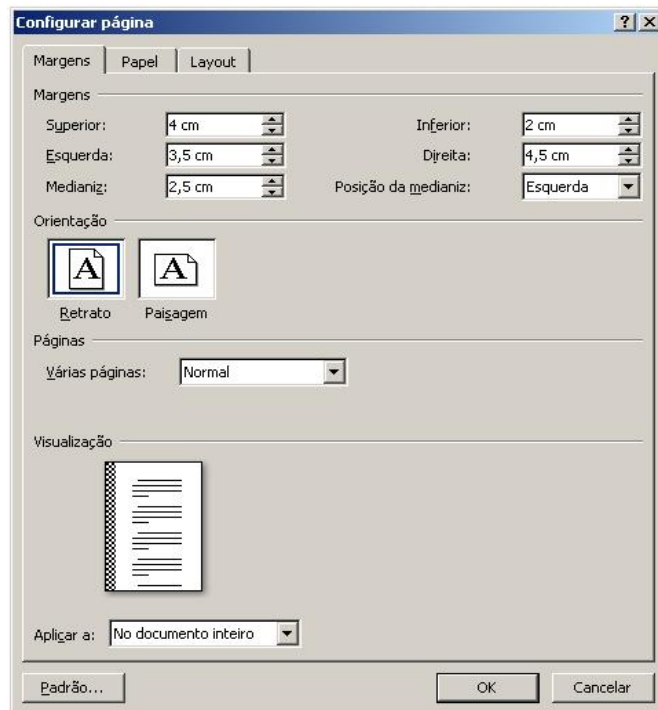 Configurar página
Margens Papel Layout
Margens
Superior: 4 cm Inferior: 2 cm
Esquerda: 3,5 cm Direita: 4,5 cm
Medianiz: 2,5 cm Posição da medianiz: Esquerda
Orientação
A A
Retrato Paisagem
Páginas
Várias páginas: Normal
Visualização
Aplicar a: No documento inteiro
Padrão... OK Cancelar